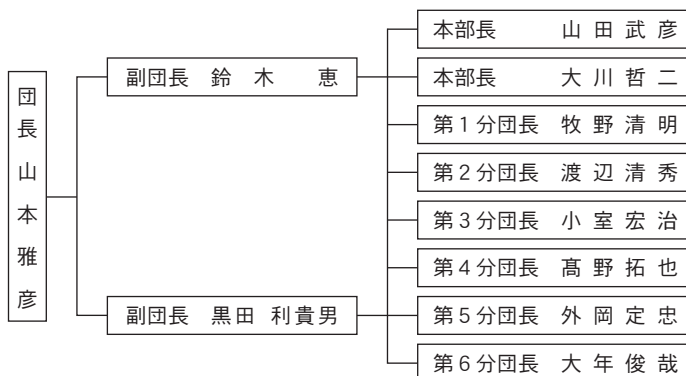 団長 山本雅彦
副団長 鈴木 恵
副団長 黒田 利貴男
本部長 山田武彦
本部長 大川哲二
第1分団長 牧野清明
第2分団長 渡辺清秀
第3分団長 小室宏治
第4分団長 髙野拓也
第5分団長 外岡定忠
第6分団長 大年俊哉